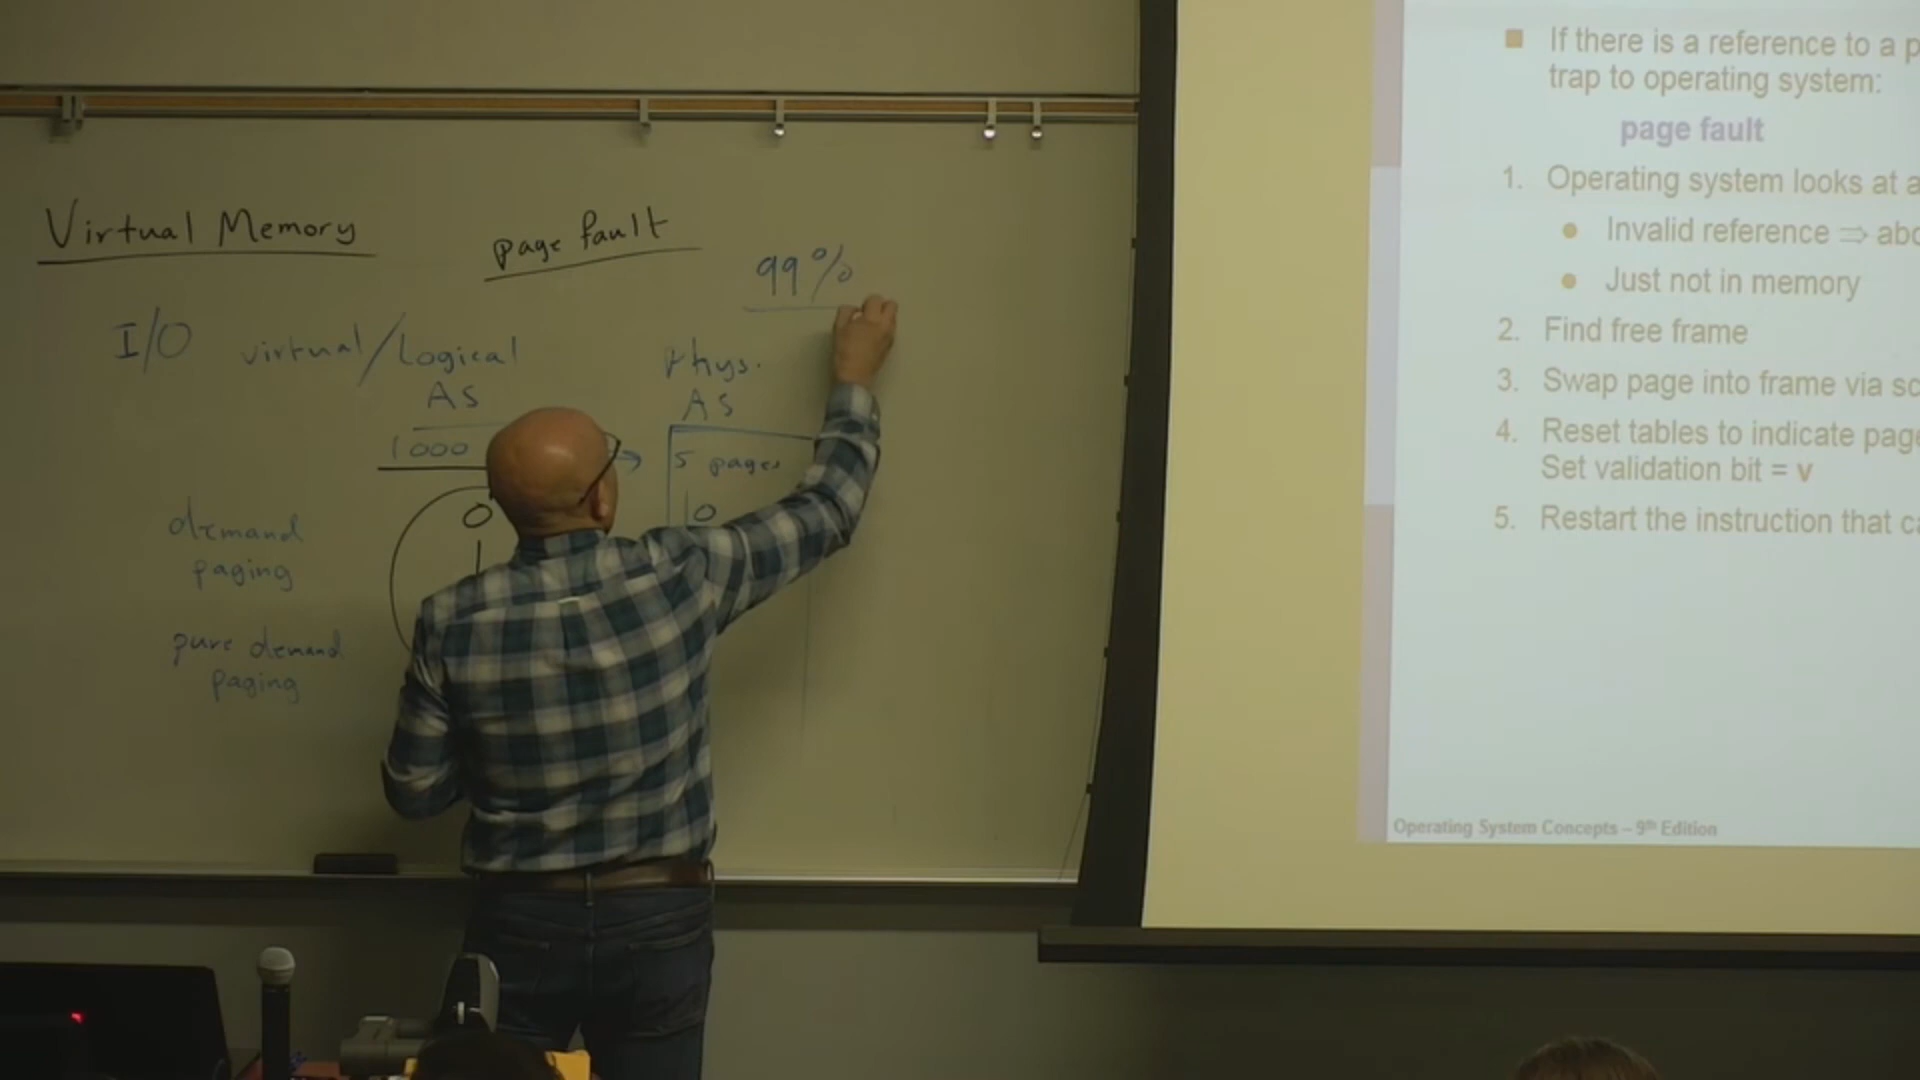 Virtual Memory
page fault
99%
I/O
virtual/Logical
AS
Phys.
AS
1000
5 pages
0
0
1
demand
paging
pure demand
paging
If there is a reference to a p
trap to operating system:
page fault
1. Operating system looks at a
Invalid reference ⇒ abo
Just not in memory
2. Find free frame
3. Swap page into frame via sc
4. Reset tables to indicate page
Set validation bit = v
5. Restart the instruction that ca
Operating System Concepts – 9th Edition